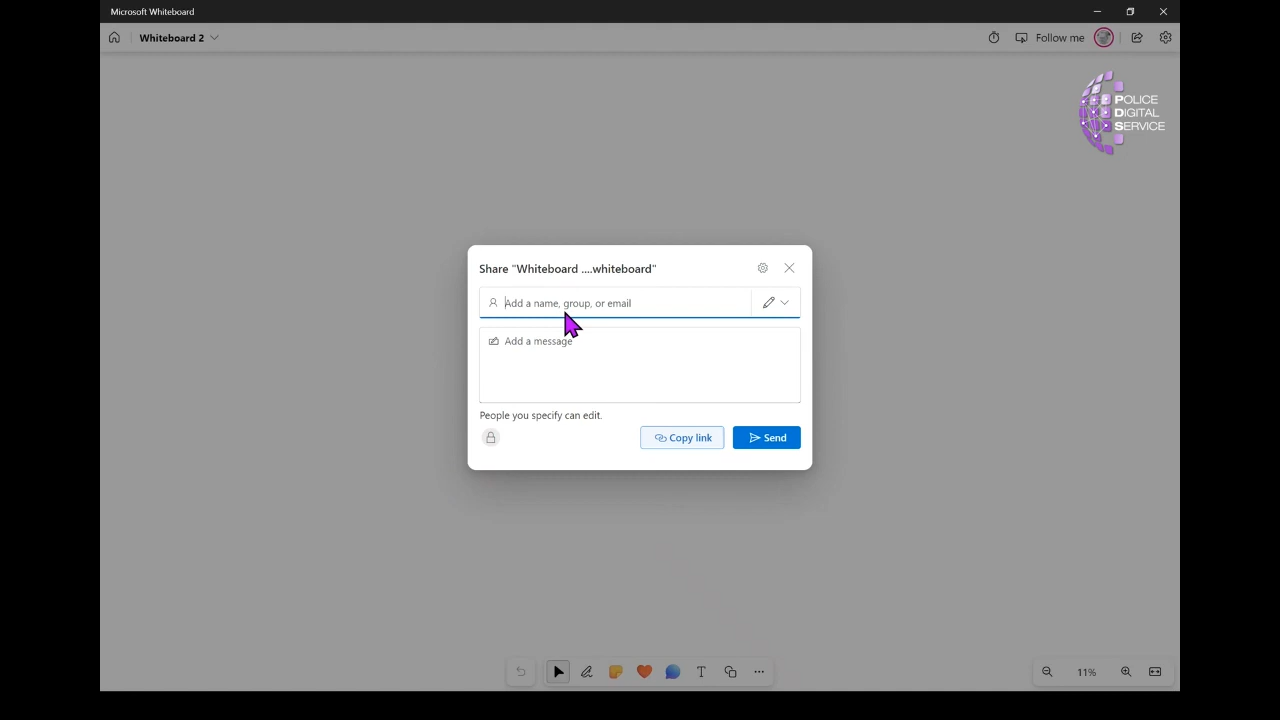 Microsoft Whiteboard
Whiteboard 2
Follow me
POLICE
DIGITAL
SERVICE
Share "Whiteboard ....whiteboard"
Add a name, group, or email
Add a message
People you specify can edit.
Copy link
Send
T
11%